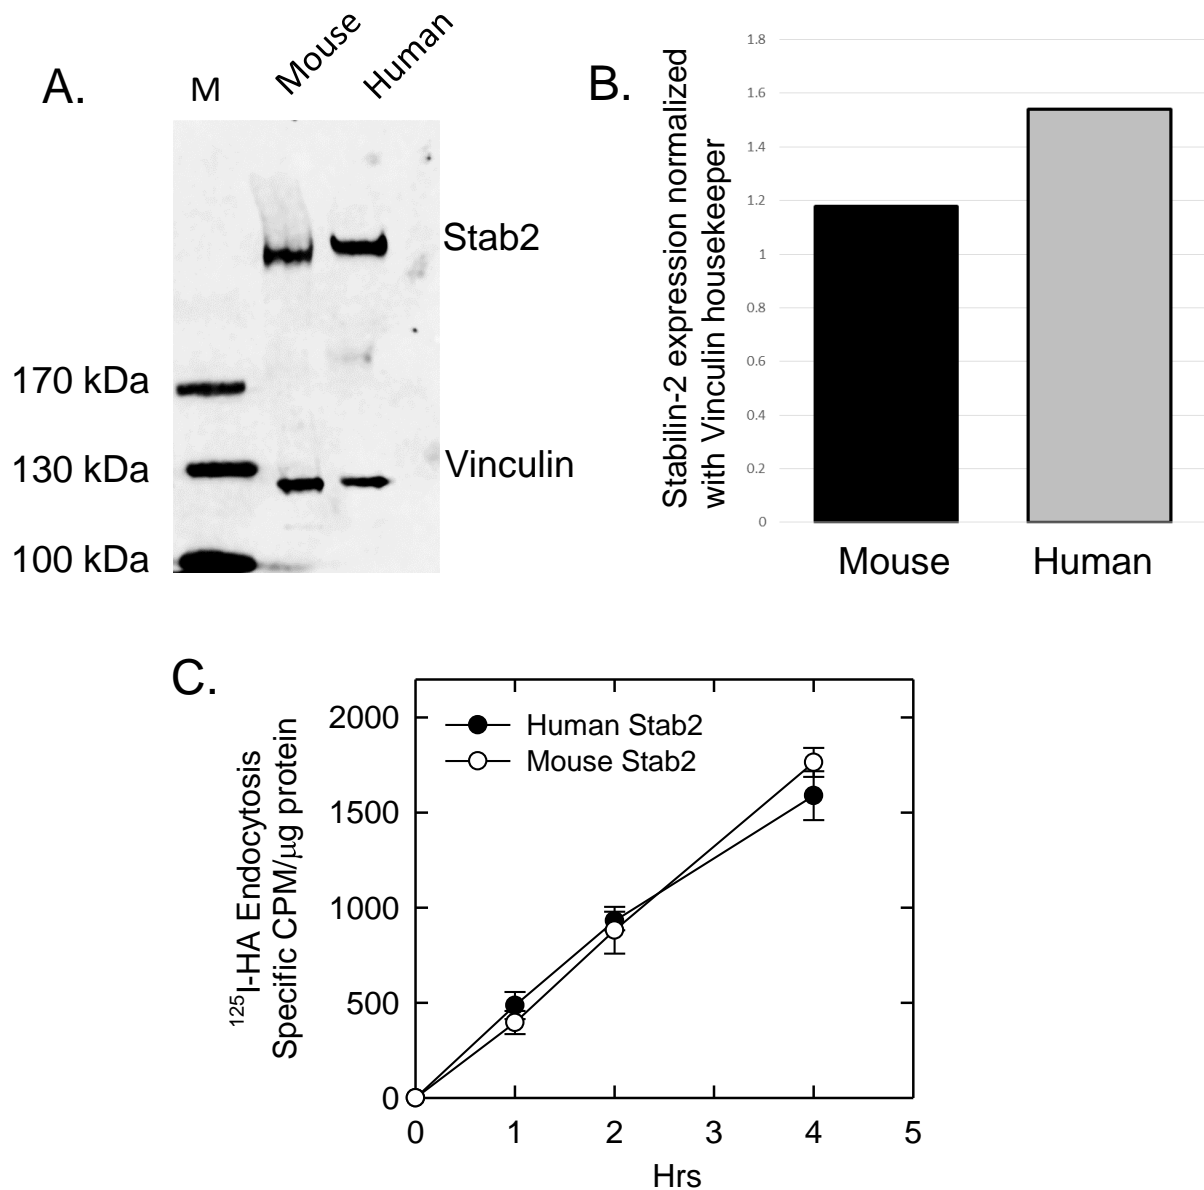 A.
M
Mouse
Human
Stab2
170 kDa
130 kDa
Vinculin
100 kDa
B.
Stabilin-2 expression normalized
with Vinculin housekeeper
1.8
1.6
1.4
1.2
1
0.8
0.6
0.4
0.2
0
Mouse
Human
C.
¹²⁵I-HA Endocytosis
Specific CPM/µg protein
2000
1500
1000
500
0
Human Stab2
Mouse Stab2
0 1 2 3 4 5
Hrs